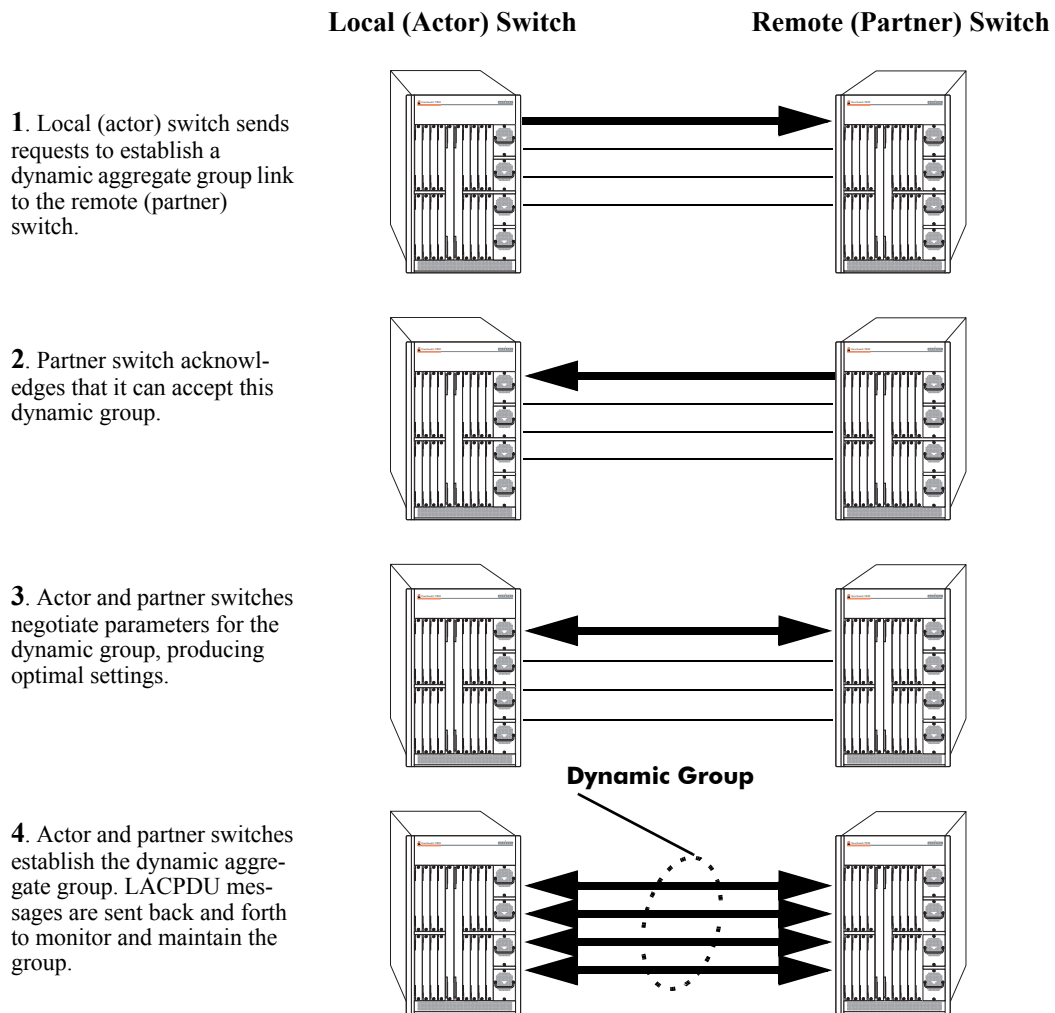 Local (Actor) Switch
Remote (Partner) Switch
1. Local (actor) switch sends
requests to establish a
dynamic aggregate group link
to the remote (partner)
switch.
2. Partner switch acknowl-
edges that it can accept this
dynamic group.
3. Actor and partner switches
negotiate parameters for the
dynamic group, producing
optimal settings.
Dynamic Group
4. Actor and partner switches
establish the dynamic aggre-
gate group. LACPDU mes-
sages are sent back and forth
to monitor and maintain the
group.